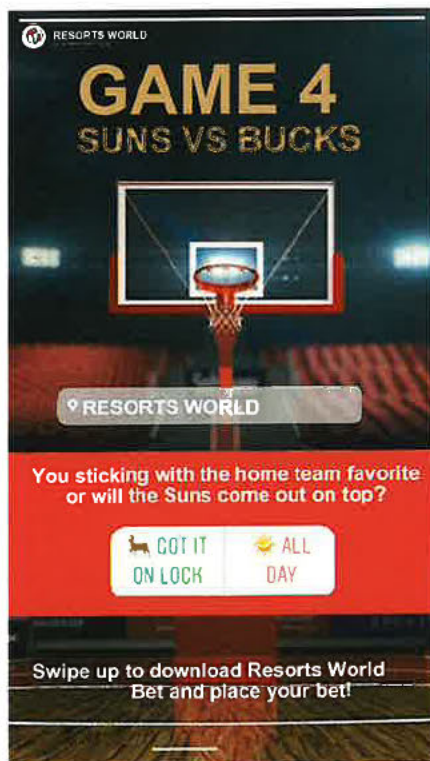 RESORTS WORLD
GAME 4
SUNS VS BUCKS
RESORTS WORLD
You sticking with the home team favorite
or will the Suns come out on top?
🦌 GOT IT
ON LOCK
☀️ ALL
DAY
Swipe up to download Resorts World
Bet and place your bet!